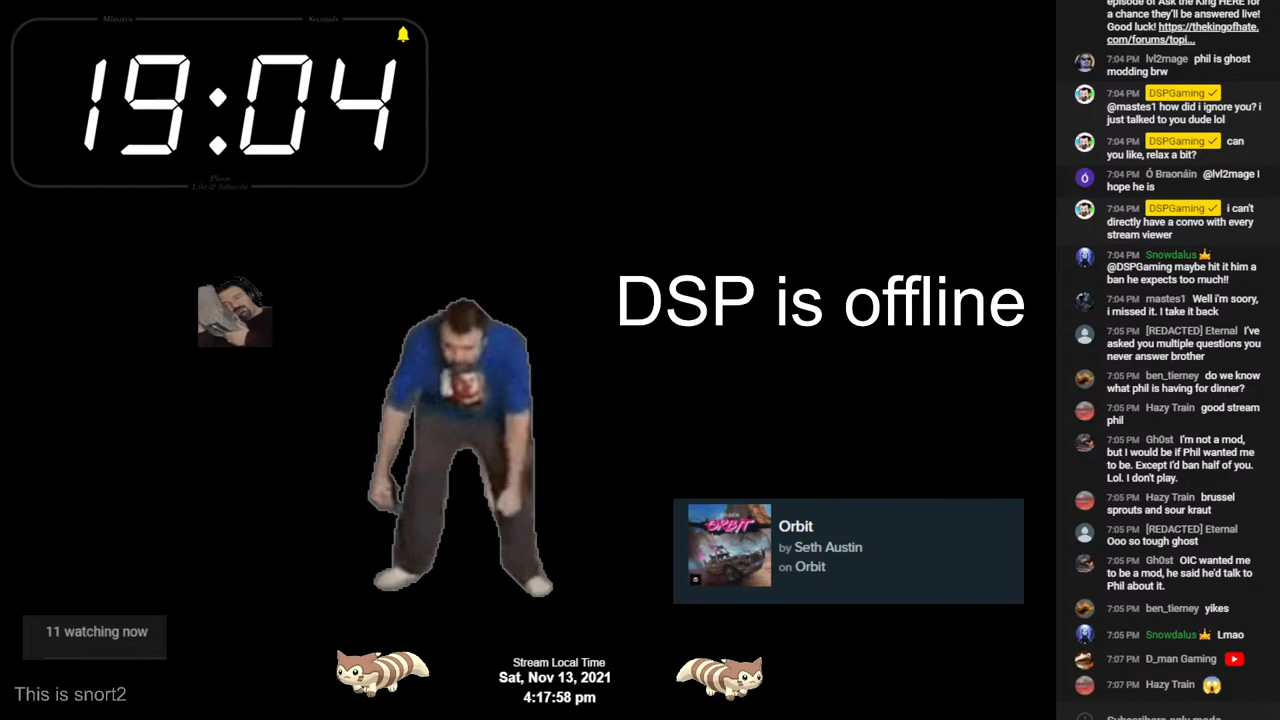 Minutes
Seconds
19:04
Please
Like & Subscribe
DSP is offline
ORBIT
Orbit
by Seth Austin
on Orbit
11 watching now
This is snort2
Stream Local Time
Sat, Nov 13, 2021
4:17:58 pm
episode of Ask the King HERE for
a chance they'll be answered live!
Good luck! https://thekingofhate.
com/forums/topi...
7:04 PM lvl2mage phil is ghost
modding brw
7:04 PM DSPGaming
@mastes1 how did i ignore you? i
just talked to you dude lol
7:04 PM DSPGaming can
you like, relax a bit?
7:04 PM Ó Braonáin @lvl2mage I
hope he is
7:04 PM DSPGaming i can't
directly have a convo with every
stream viewer
7:04 PM Snowdalus
@DSPGaming maybe hit it him a
ban he expects too much!!
7:04 PM mastes1 Well i'm soory,
i missed it. I take it back
7:05 PM [REDACTED] Eternal I've
asked you multiple questions you
never answer brother
7:05 PM ben_tierney do we know
what phil is having for dinner?
7:05 PM Hazy Train good stream
phil
7:05 PM Gh0st I'm not a mod,
but I would be if Phil wanted me
to be. Except I'd ban half of you.
Lol. I don't play.
7:05 PM Hazy Train brussel
sprouts and sour kraut
7:05 PM [REDACTED] Eternal
Ooo so tough ghost
7:05 PM Gh0st OIC wanted me
to be a mod, he said he'd talk to
Phil about it.
7:05 PM ben_tierney yikes
7:05 PM Snowdalus Lmao
7:07 PM D_man Gaming
7:07 PM Hazy Train 😱
Subscribers-only mode